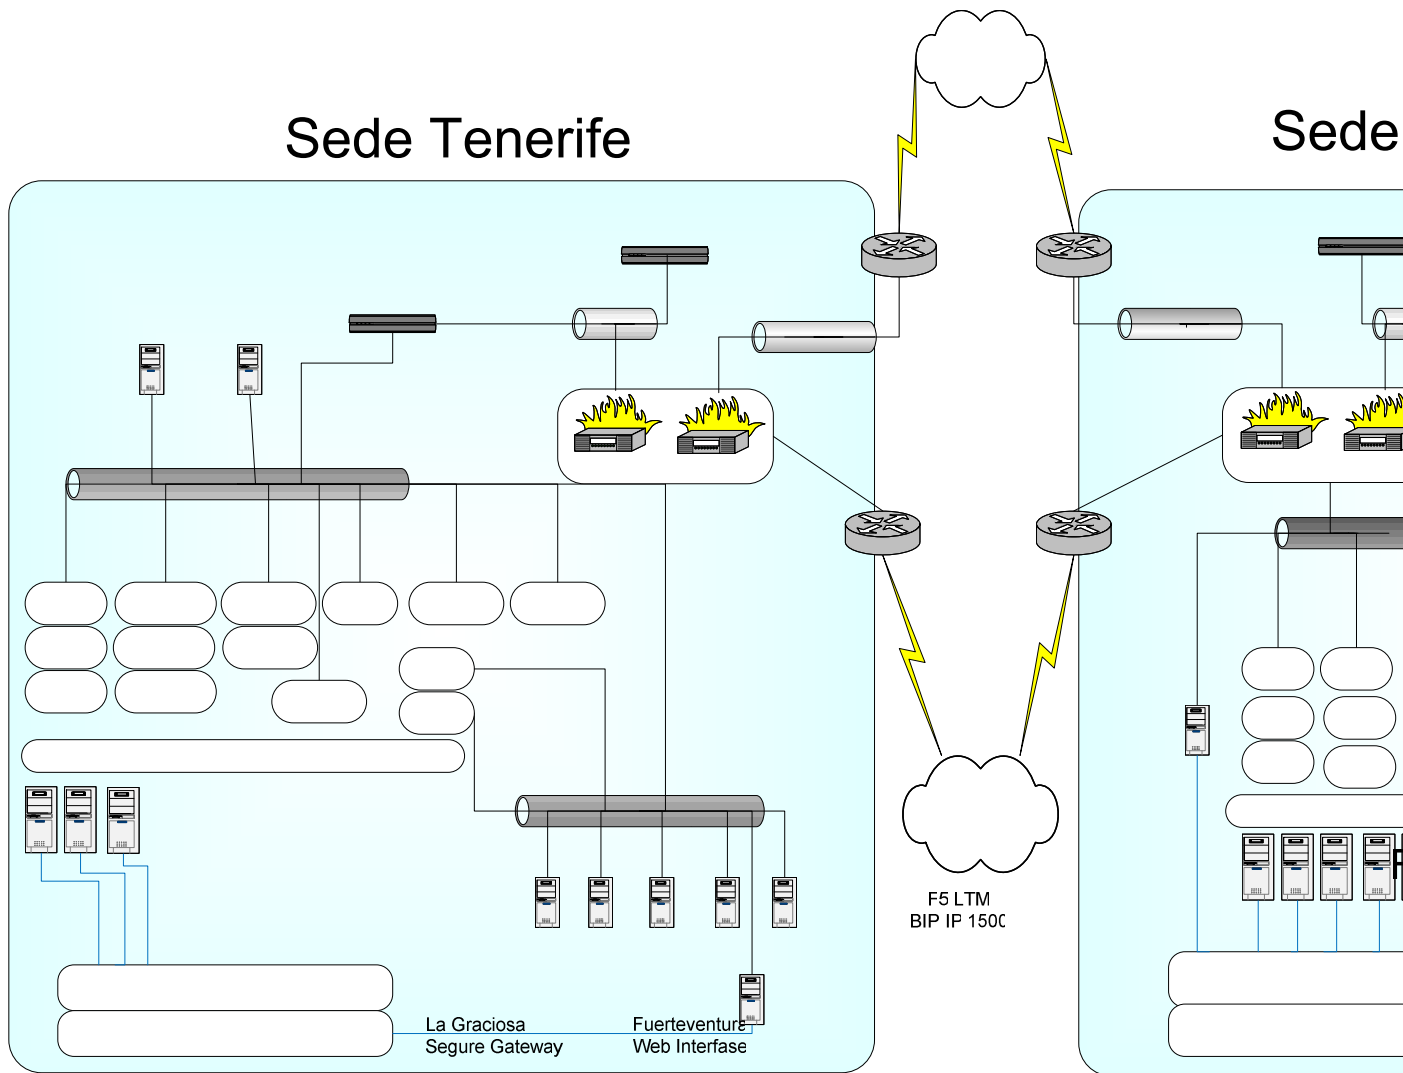 Sede Tenerife
Sede
F5 LTM
BIP IP 1500
La Graciosa
Segure Gateway
Fuerteventura
Web Interfase